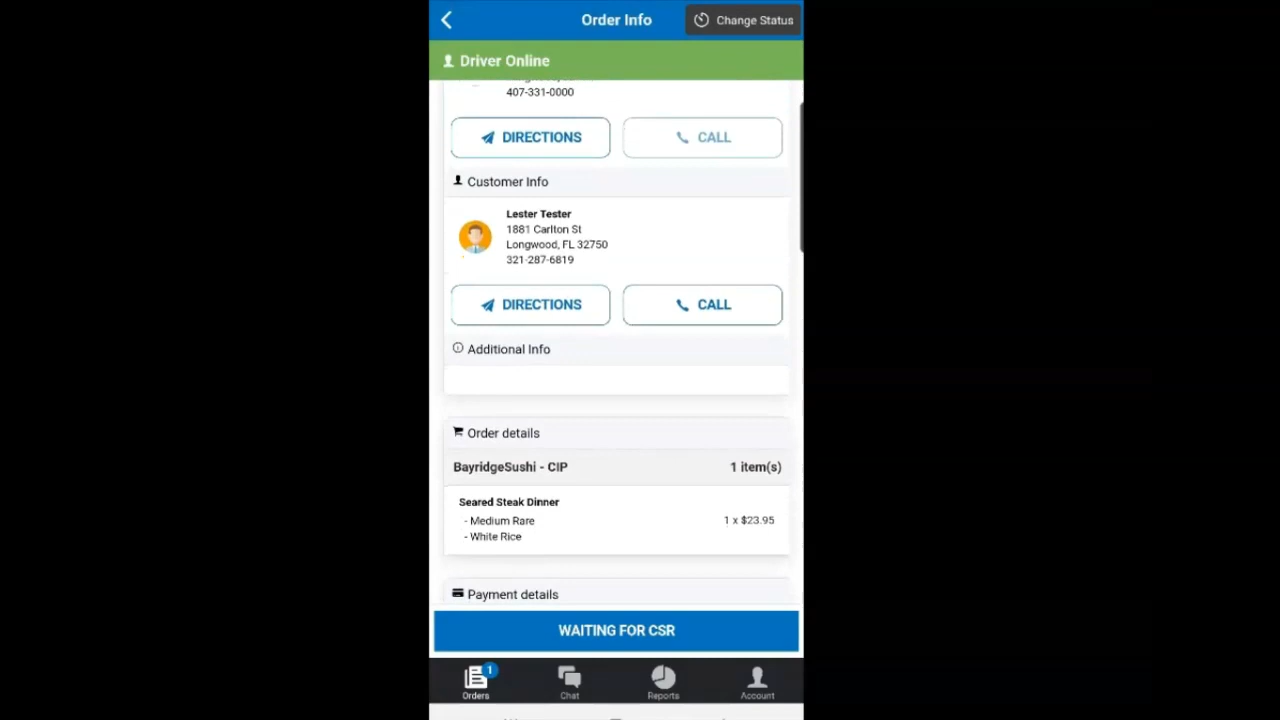 Order Info
Change Status
Driver Online
407-331-0000
DIRECTIONS
CALL
Customer Info
Lester Tester
1881 Carlton St
Longwood, FL 32750
321-287-6819
DIRECTIONS
CALL
Additional Info
Order details
BayridgeSushi - CIP
1 item(s)
Seared Steak Dinner
- Medium Rare
1 x $23.95
- White Rice
Payment details
WAITING FOR CSR
1
Orders
Chat
Reports
Account